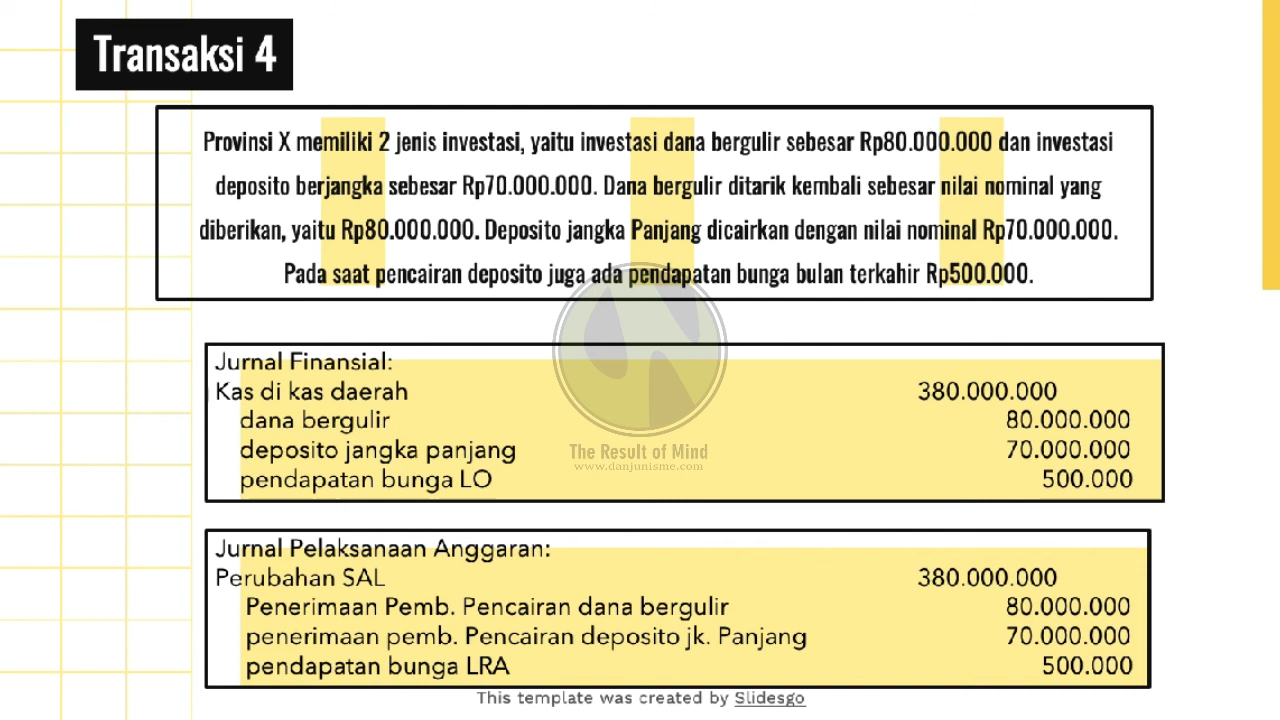 Transaksi 4
Provinsi X memiliki 2 jenis investasi, yaitu investasi dana bergulir sebesar Rp80.000.000 dan investasi
deposito berjangka sebesar Rp70.000.000. Dana bergulir ditarik kembali sebesar nilai nominal yang
diberikan, yaitu Rp80.000.000. Deposito jangka Panjang dicairkan dengan nilai nominal Rp70.000.000.
Pada saat pencairan deposito juga ada pendapatan bunga bulan terkahir Rp500.000.
Jurnal Finansial:
Kas di kas daerah 380.000.000
dana bergulir 80.000.000
deposito jangka panjang 70.000.000
pendapatan bunga LO 500.000
The Result of Mind
www.danjunisme.com
Jurnal Pelaksanaan Anggaran:
Perubahan SAL 380.000.000
Penerimaan Pemb. Pencairan dana bergulir 80.000.000
penerimaan pemb. Pencairan deposito jk. Panjang 70.000.000
pendapatan bunga LRA 500.000
This template was created by Slidesgo